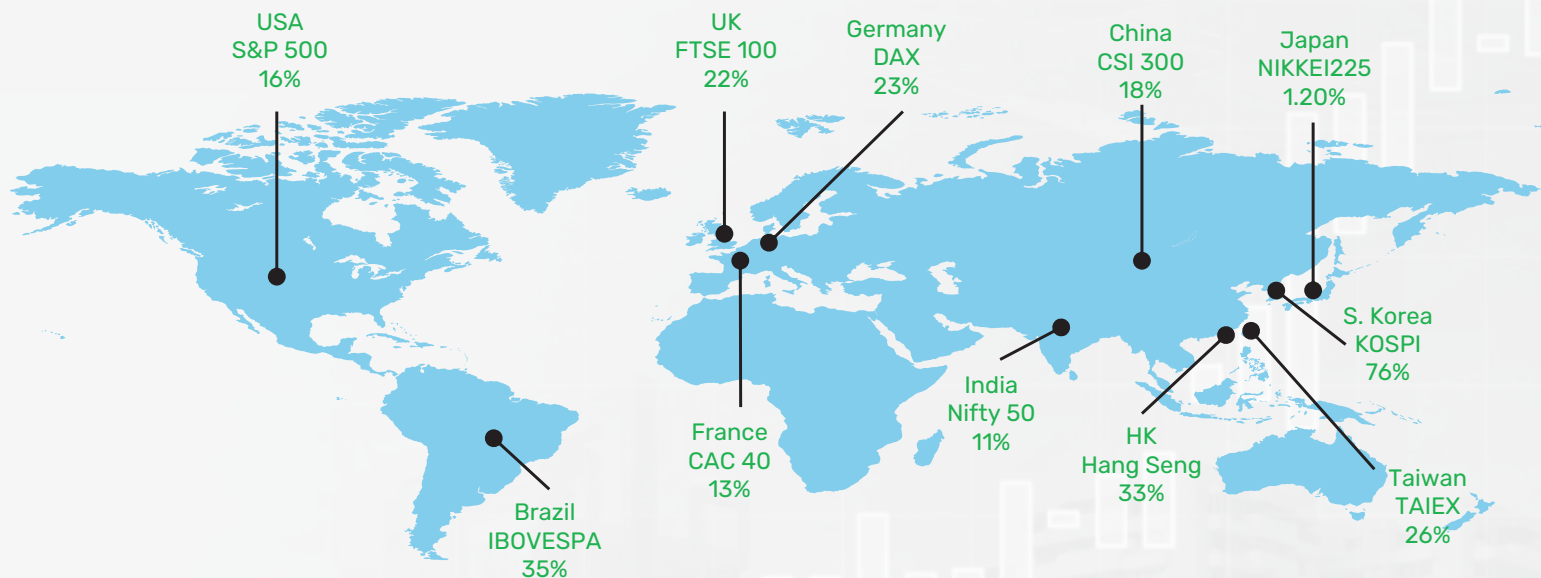 USA
S&P 500
16%
UK
FTSE 100
22%
Germany
DAX
23%
China
CSI 300
18%
Japan
NIKKEI225
1.20%
S. Korea
KOSPI
76%
India
Nifty 50
11%
France
CAC 40
13%
HK
Hang Seng
33%
Taiwan
TAIEX
26%
Brazil
IBOVESPA
35%